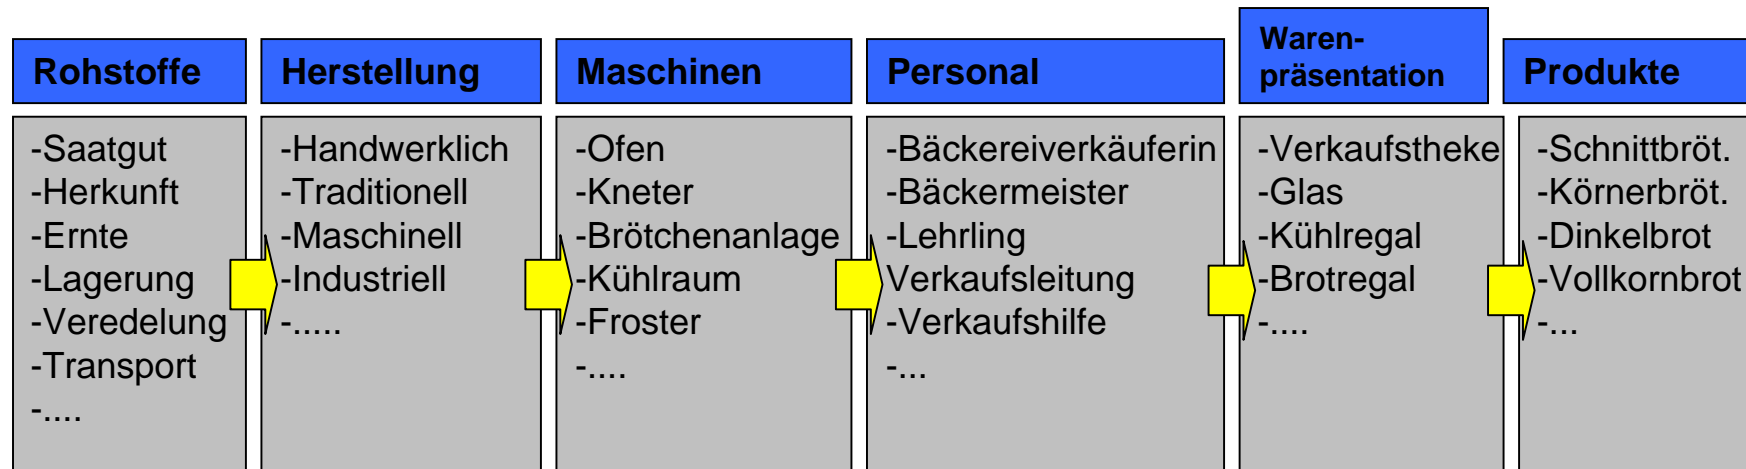 Rohstoffe
-Saatgut
-Herkunft
-Ernte
-Lagerung
-Veredelung
-Transport
-....
Herstellung
-Handwerklich
-Traditionell
-Maschinell
-Industriell
-.....
Maschinen
-Ofen
-Kneter
-Brötchenanlage
-Kühlraum
-Froster
-....
Personal
-Bäckereiverkäuferin
-Bäckermeister
-Lehrling
Verkaufsleitung
-Verkaufshilfe
-...
Waren-
präsentation
-Verkaufstheke
-Glas
-Kühlregal
-Brotregal
-....
Produkte
-Schnittbröt.
-Körnerbröt.
-Dinkelbrot
-Vollkornbrot
-...